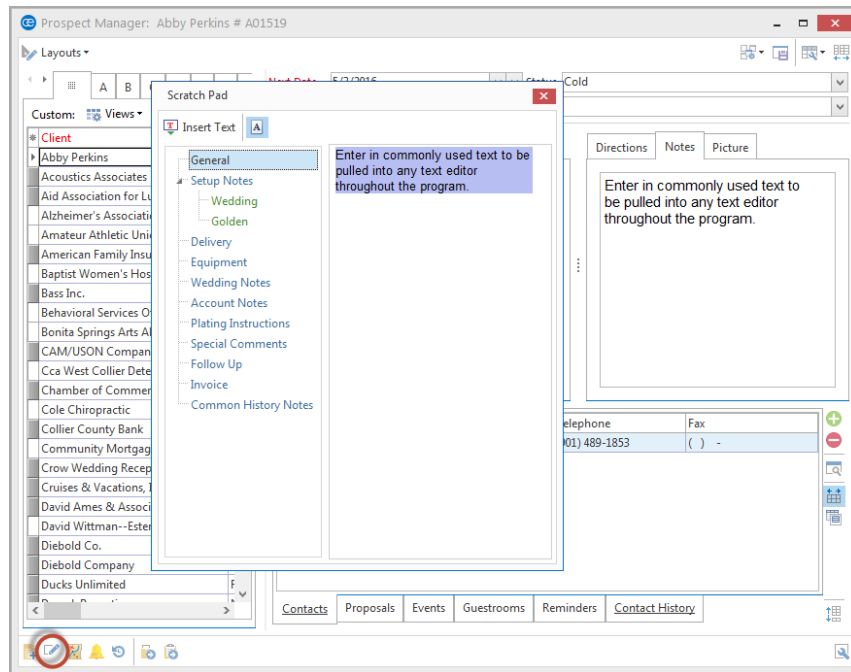 Prospect Manager: Abby Perkins # A01519
Layouts
A B
5/2/2016
Cold
Custom: Views
Scratch Pad
Insert Text A
General
Setup Notes
Wedding
Golden
Delivery
Equipment
Wedding Notes
Account Notes
Plating Instructions
Special Comments
Follow Up
Invoice
Common History Notes
Enter in commonly used text to be
pulled into any text editor
throughout the program.
Client
Abby Perkins
Acoustics Associates
Aid Association for Lu
Alzheimer's Associati
Amateur Athletic Uni
American Family Insu
Baptist Women's Hos
Bass Inc.
Behavioral Services O
Bonita Springs Arts Al
CAM/USON Compan
Cca West Collier Dete
Chamber of Commer
Cole Chiropractic
Collier County Bank
Community Mortgag
Crow Wedding Recep
Cruises & Vacations, I
David Ames & Associ
David Wittman--Ester
Diebold Co.
Diebold Company
Ducks Unlimited
Directions Notes Picture
Enter in commonly used text to
be pulled into any text editor
throughout the program.
elephone Fax
01) 489-1853 ( ) -
Contacts Proposals Events Guestrooms Reminders Contact History